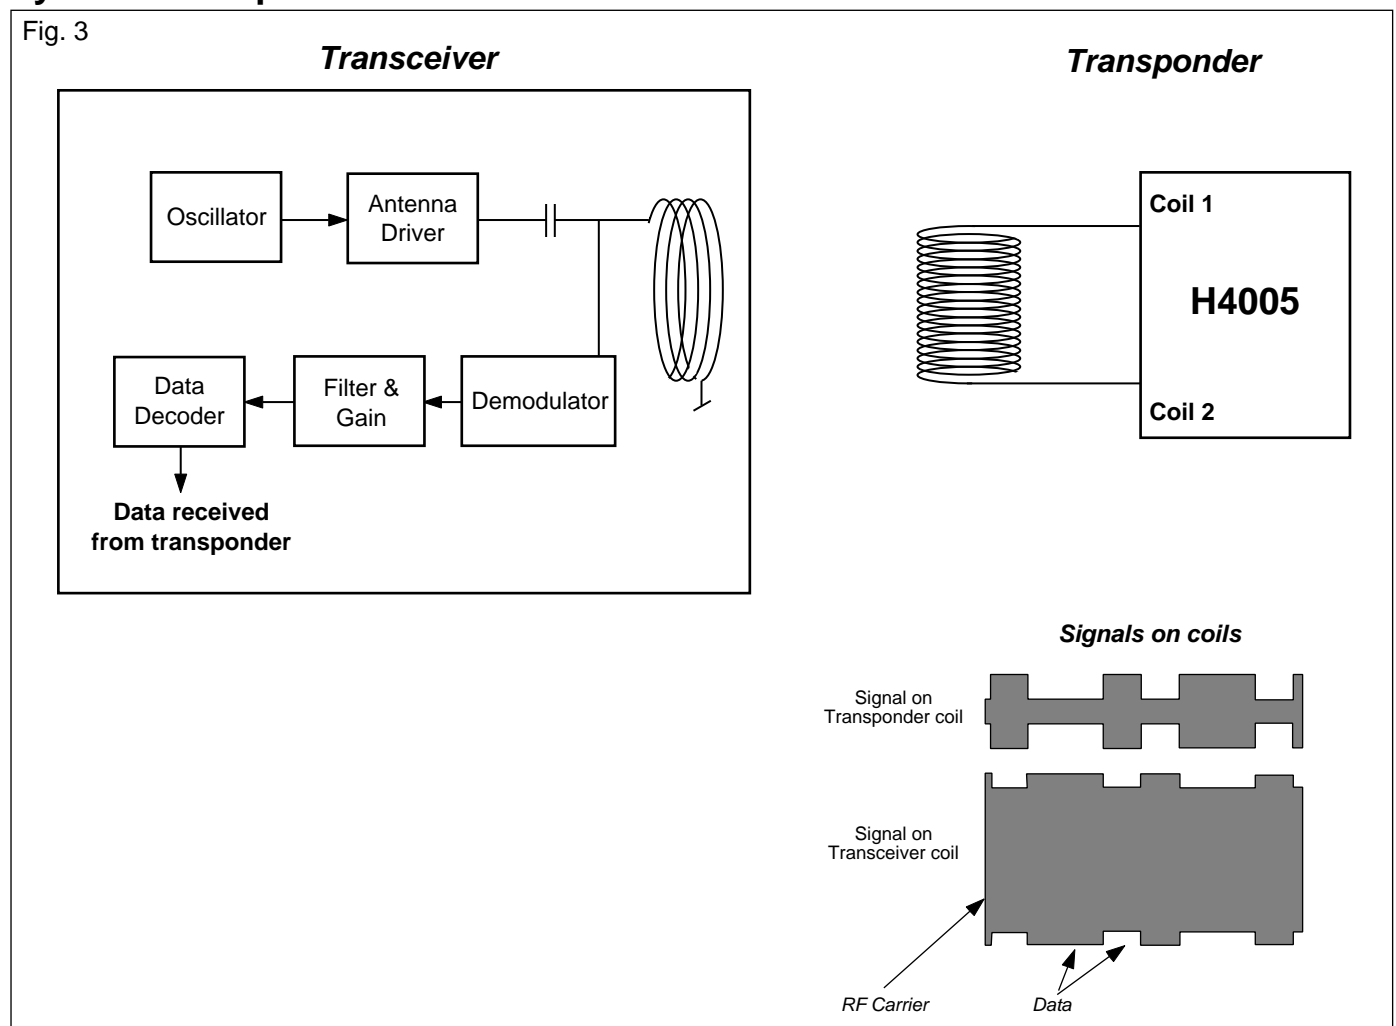 Fig. 3
Transceiver
Transponder
Oscillator
Antenna
Driver
Coil 1
H4005
Coil 2
Data
Decoder
Filter &
Gain
Demodulator
Data received
from transponder
Signals on coils
Signal on
Transponder coil
Signal on
Transceiver coil
RF Carrier
Data